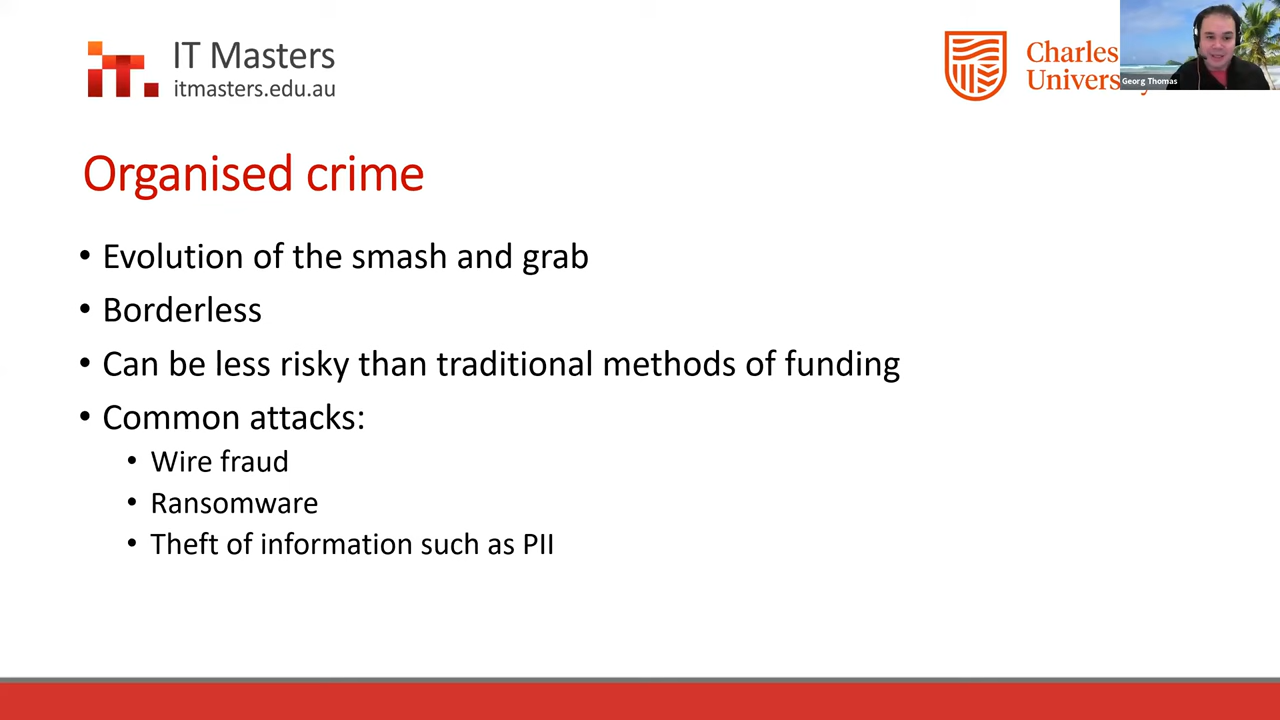 IT Masters
itmasters.edu.au
Charles
Univers
Georg Thomas
Organised crime
• Evolution of the smash and grab
• Borderless
• Can be less risky than traditional methods of funding
• Common attacks:
• Wire fraud
• Ransomware
• Theft of information such as PII